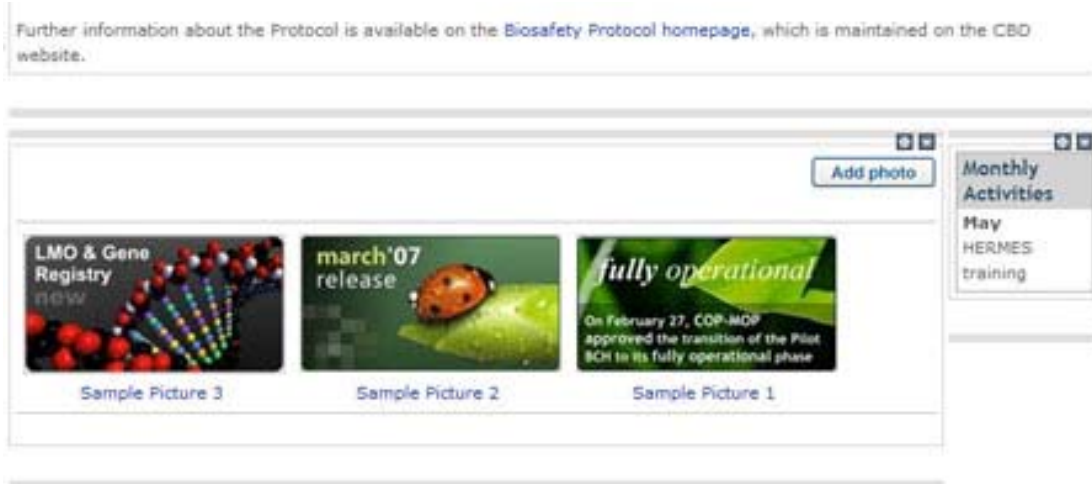 Further information about the Protocol is available on the Biosafety Protocol homepage, which is maintained on the CBD
website.
Add photo
LMO & Gene
Registry
new
march'07
release
fully operational
On February 27, COP-MOP
approved the transition of the Pilot
BCH to its fully operational phase
Sample Picture 3
Sample Picture 2
Sample Picture 1
Monthly
Activities
May
HERMES
training